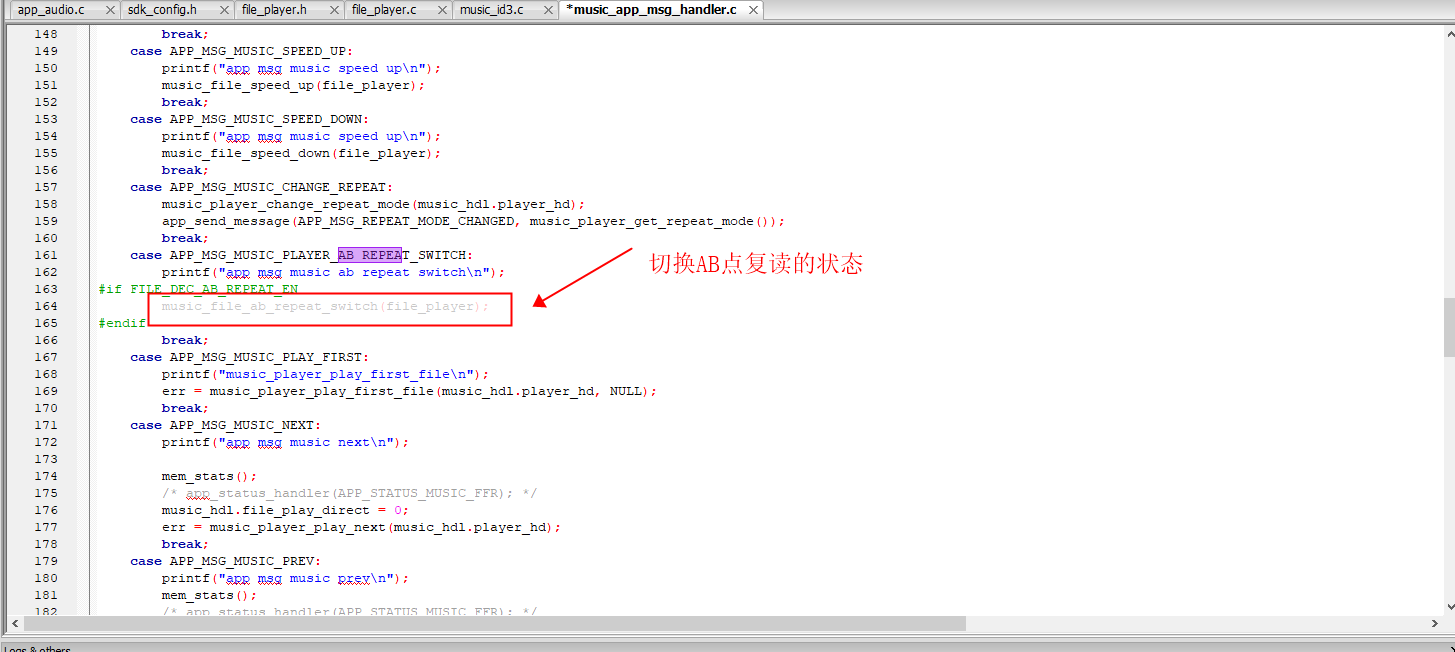 app_audio.c sdk_config.h file_player.h file_player.c music_id3.c *music_app_msg_handler.c
148 break;
149 case APP_MSG_MUSIC_SPEED_UP:
150 printf("app msg music speed up\n");
151 music_file_speed_up(file_player);
152 break;
153 case APP_MSG_MUSIC_SPEED_DOWN:
154 printf("app msg music speed up\n");
155 music_file_speed_down(file_player);
156 break;
157 case APP_MSG_MUSIC_CHANGE_REPEAT:
158 music_player_change_repeat_mode(music_hdl.player_hd);
159 app_send_message(APP_MSG_REPEAT_MODE_CHANGED, music_player_get_repeat_mode());
160 break;
161 case APP_MSG_MUSIC_PLAYER_AB_REPEAT_SWITCH:
切换AB点复读的状态
162 printf("app msg music ab repeat switch\n");
163 #if FILE_DEC_AB_REPEAT_EN
164 music_file_ab_repeat_switch(file_player);
165 #endif
166 break;
167 case APP_MSG_MUSIC_PLAY_FIRST:
168 printf("music_player_play_first_file\n");
169 err = music_player_play_first_file(music_hdl.player_hd, NULL);
170 break;
171 case APP_MSG_MUSIC_NEXT:
172 printf("app msg music next\n");
173
174 mem_stats();
175 /* app_status_handler(APP_STATUS_MUSIC_FFR); */
176 music_hdl.file_play_direct = 0;
177 err = music_player_play_next(music_hdl.player_hd);
178 break;
179 case APP_MSG_MUSIC_PREV:
180 printf("app msg music prev\n");
181 mem_stats();
182 /* app_status_handler(APP_STATUS_MUSIC_FFR); */
Logs & others